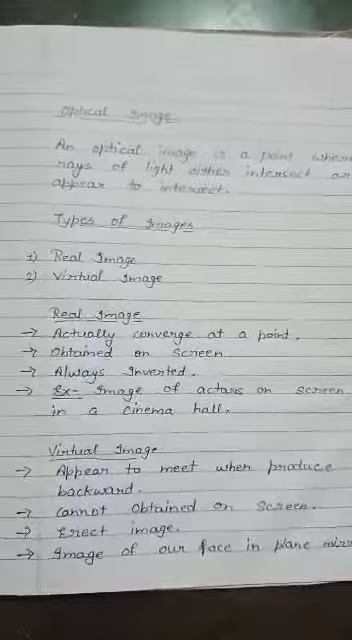 Optical Image
An optical image is a point where
rays of light either intersect or
appear to intersect.
Types of Images
1) Real Image
2) Virtual Image
Real Image
→ Actually converge at a point.
→ Obtained on screen
→ Always Inverted.
→ Ex- Image of actors on screen
in a cinema hall.
Virtual Image
→ Appear to meet when produce
backward.
→ Cannot obtained on screen.
→ Erect image.
→ Image of our face in plane